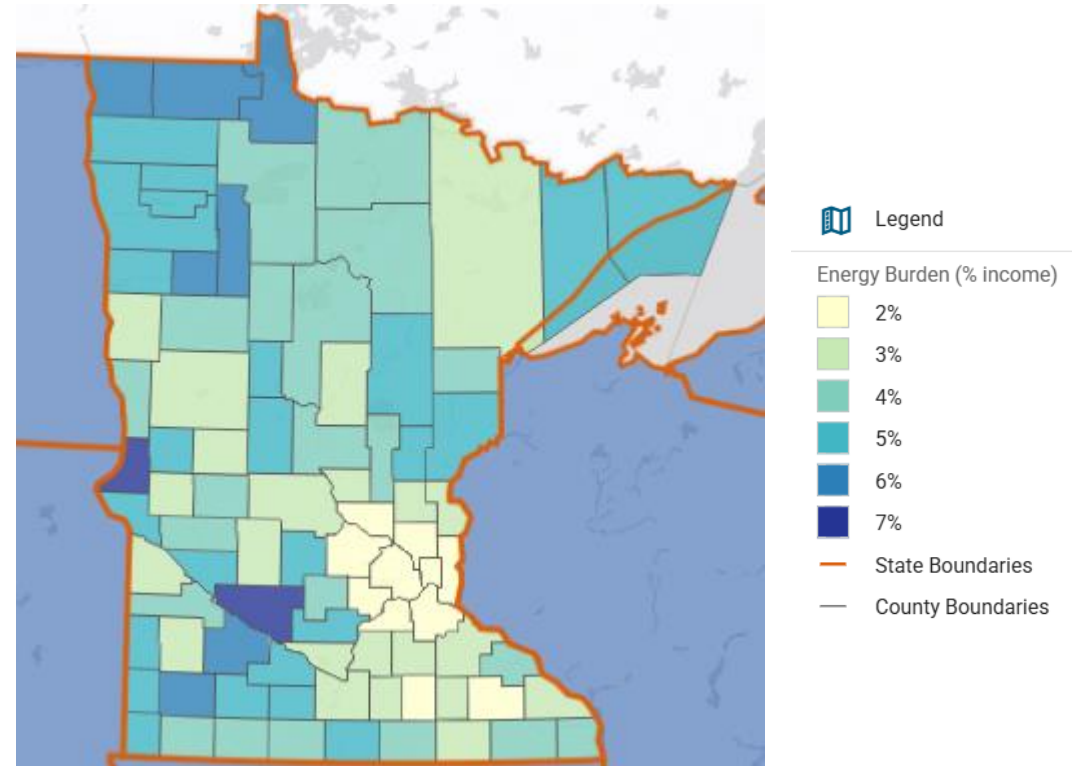 Legend
Energy Burden (% income)
2%
3%
4%
5%
6%
7%
State Boundaries
County Boundaries